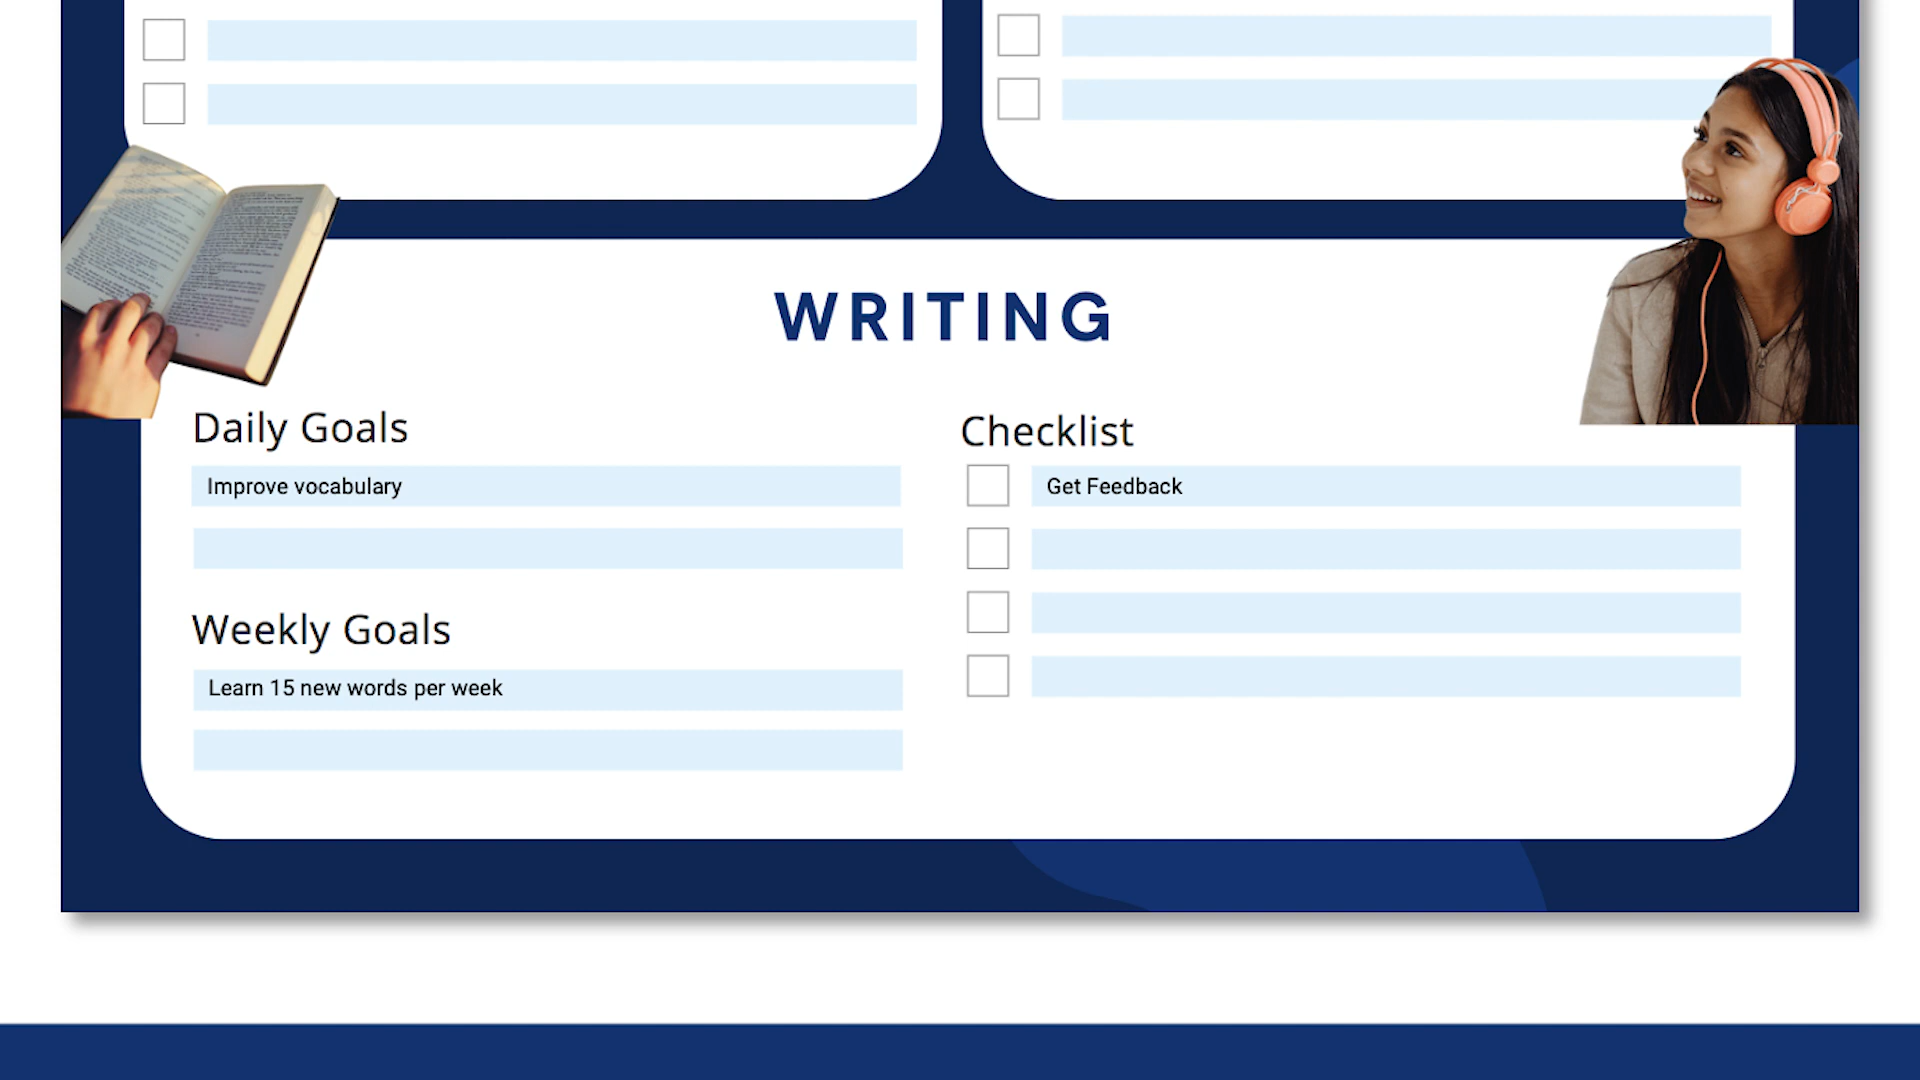 WRITING
Daily Goals
Improve vocabulary
Weekly Goals
Learn 15 new words per week
Checklist
Get Feedback